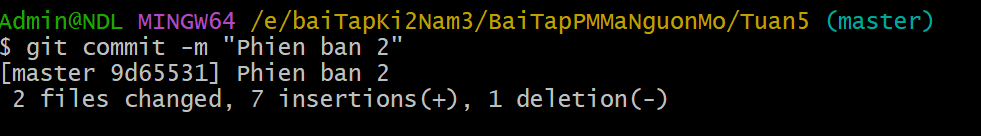 Admin@NDL MINGW64 /e/baiTapKi2Nam3/BaiTapPMMaNguonMo/Tuan5 (master)
$ git commit -m "Phien ban 2"
[master 9d65531] Phien ban 2
 2 files changed, 7 insertions(+), 1 deletion(-)